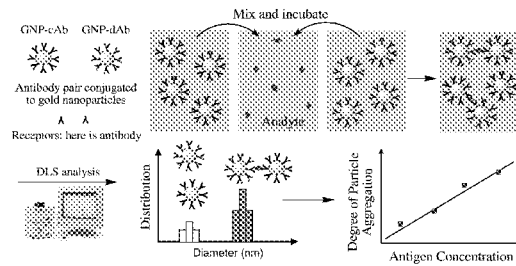 GNP-cAb GNP-dAb
Antibody pair conjugated
to gold nanoparticles
Receptors: here is antibody
Mix and incubate
Analyte
DLS analysis
Distribution
Diameter (nm)
Degree of Particle
Aggregation
Antigen Concentration